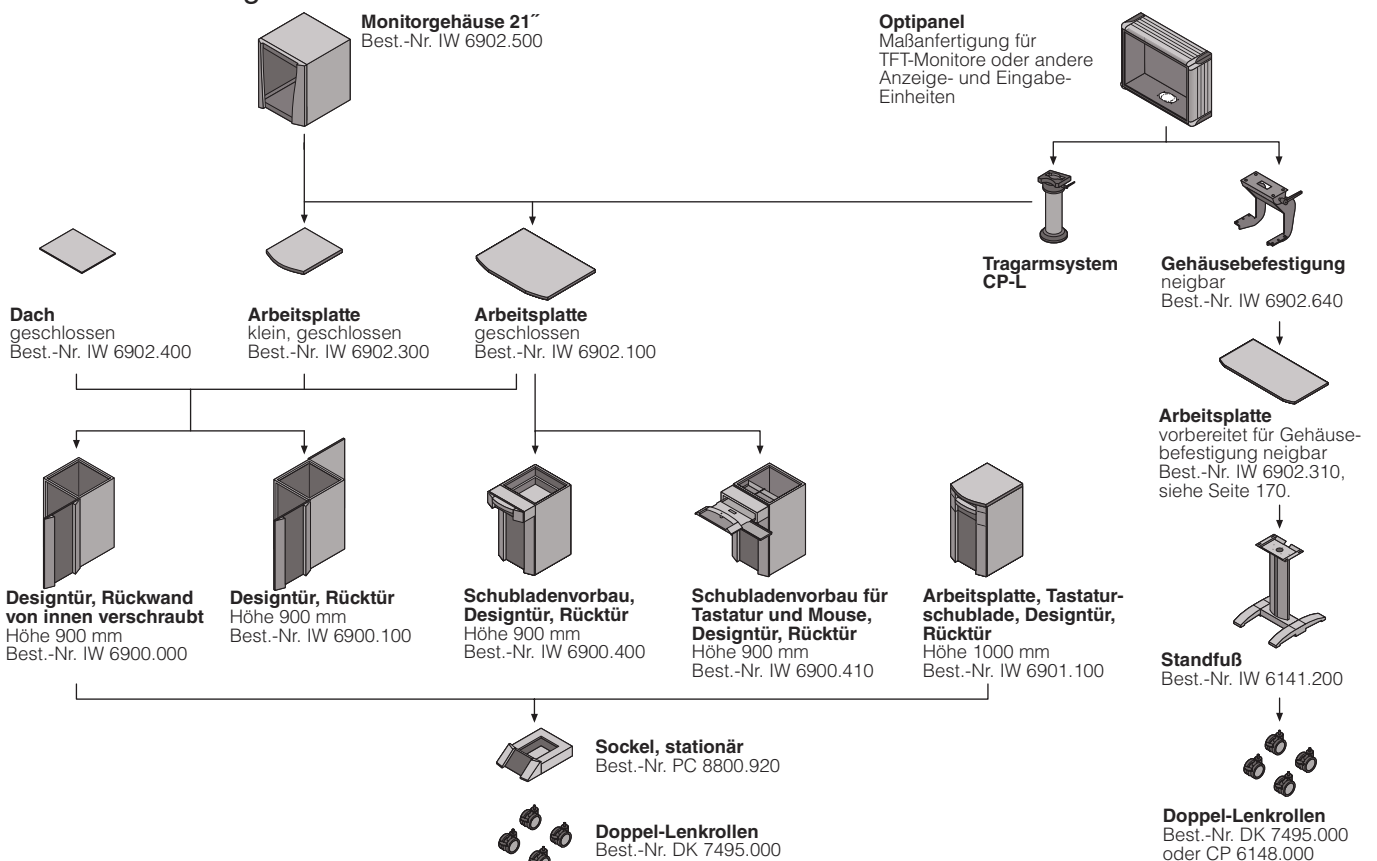 Monitorgehäuse 21˝
Best.-Nr. IW 6902.500
Optipanel
Maßanfertigung für
TFT-Monitore oder andere
Anzeige- und Eingabe-
Einheiten
Tragarmsystem
CP-L
Gehäusebefestigung
neigbar
Best.-Nr. IW 6902.640
Dach
geschlossen
Best.-Nr. IW 6902.400
Arbeitsplatte
klein, geschlossen
Best.-Nr. IW 6902.300
Arbeitsplatte
geschlossen
Best.-Nr. IW 6902.100
Arbeitsplatte
vorbereitet für Gehäuse-
befestigung neigbar
Best.-Nr. IW 6902.310,
siehe Seite 170.
Designtür, Rückwand
von innen verschraubt
Höhe 900 mm
Best.-Nr. IW 6900.000
Designtür, Rücktür
Höhe 900 mm
Best.-Nr. IW 6900.100
Schubladenvorbau,
Designtür, Rücktür
Höhe 900 mm
Best.-Nr. IW 6900.400
Schubladenvorbau für
Tastatur und Mouse,
Designtür, Rücktür
Höhe 900 mm
Best.-Nr. IW 6900.410
Arbeitsplatte, Tastatur-
schublade, Designtür,
Rücktür
Höhe 1000 mm
Best.-Nr. IW 6901.100
Standfuß
Best.-Nr. IW 6141.200
Sockel, stationär
Best.-Nr. PC 8800.920
Doppel-Lenkrollen
Best.-Nr. DK 7495.000
Doppel-Lenkrollen
Best.-Nr. DK 7495.000
oder CP 6148.000